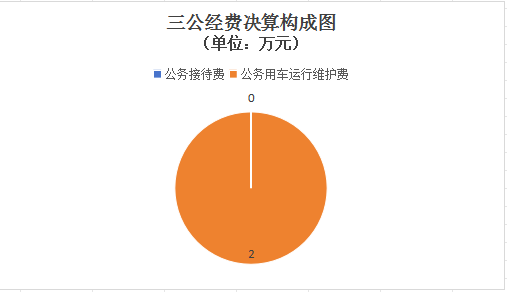 三公经费决算构成图
（单位：万元）
公务接待费 公务用车运行维护费
0
2